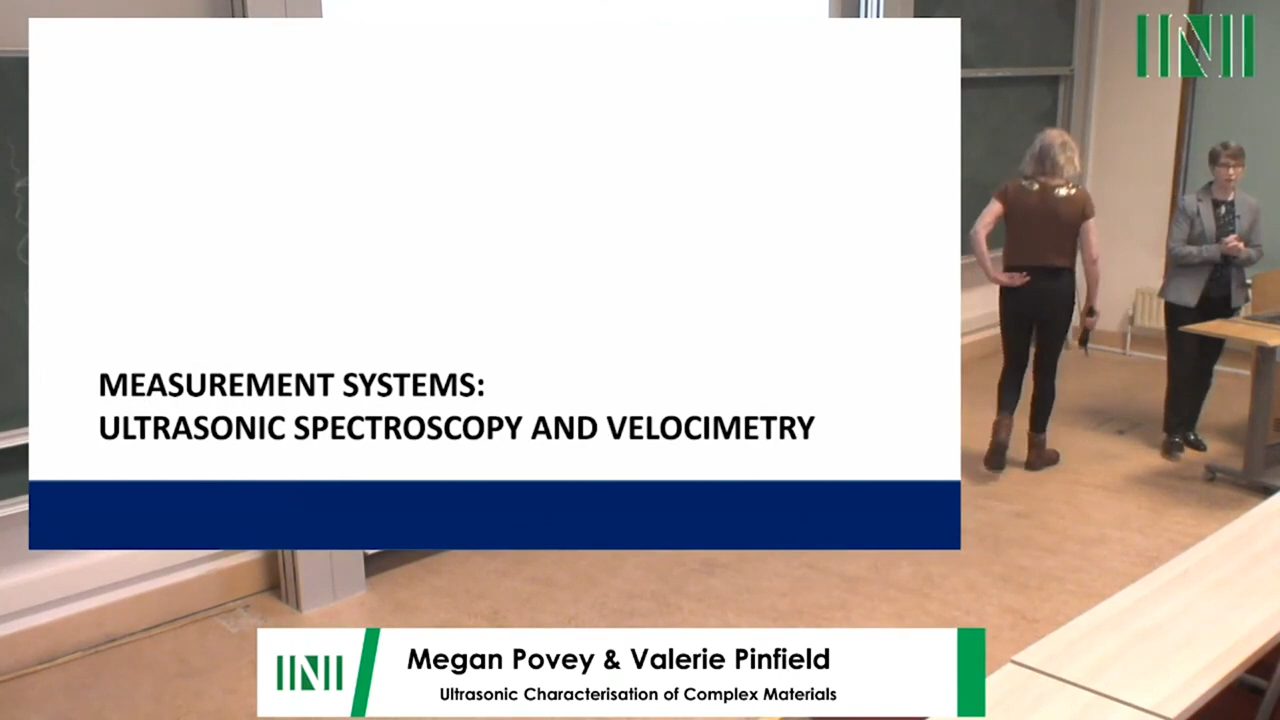 MEASUREMENT SYSTEMS:
ULTRASONIC SPECTROSCOPY AND VELOCIMETRY
Megan Povey & Valerie Pinfield
Ultrasonic Characterisation of Complex Materials